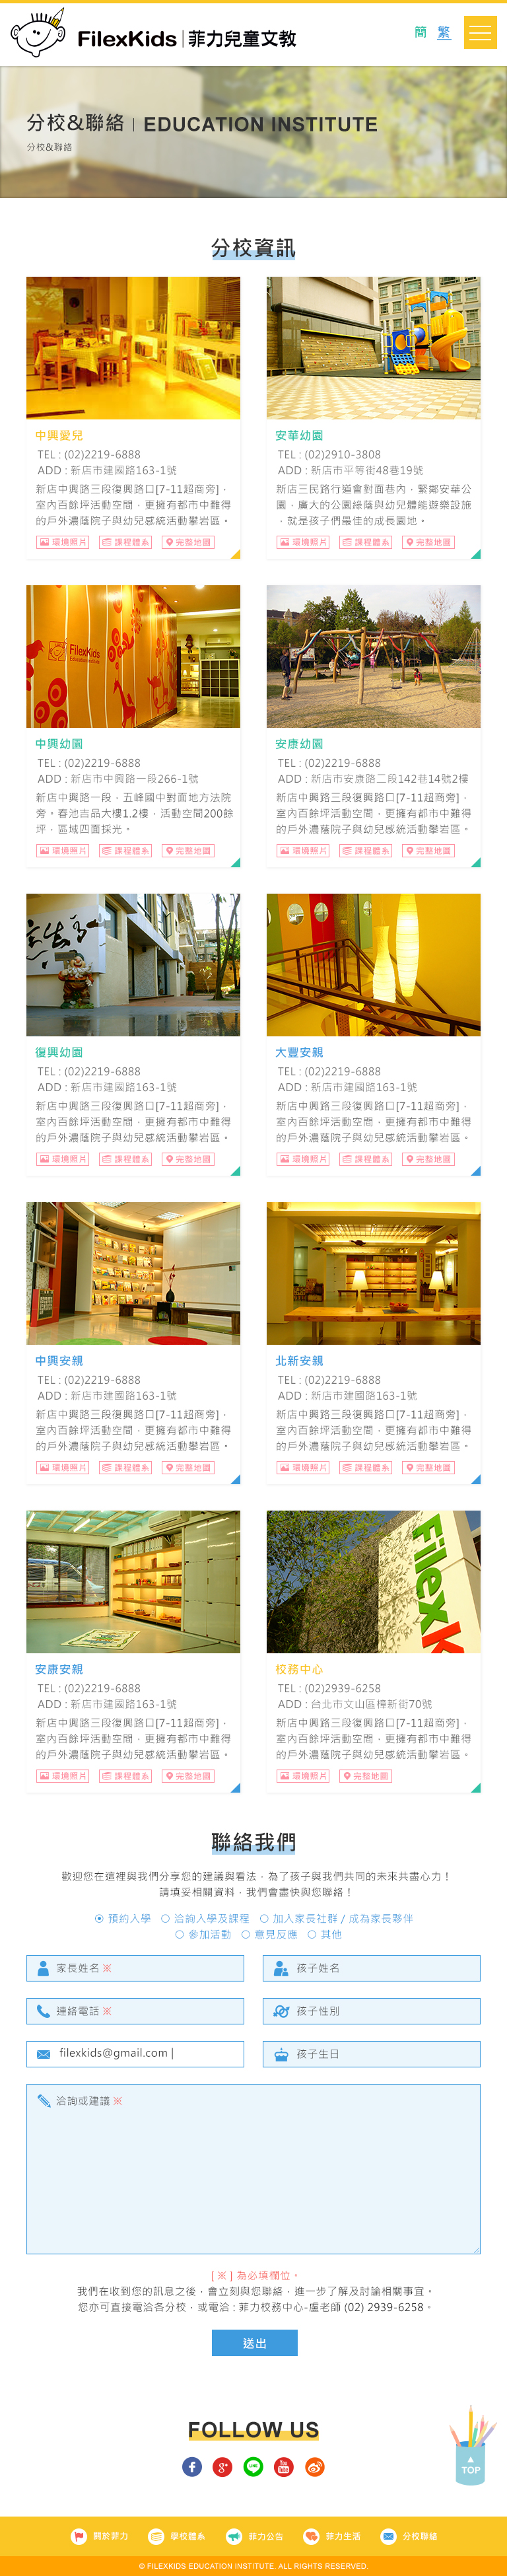 FilexKids 菲力兒童文教
簡 繁
分校&聯絡 | EDUCATION INSTITUTE
分校&聯絡
分校資訊
中興愛兒
TEL : (02)2219-6888
ADD : 新店市建國路163-1號
新店中興路三段復興路口[7-11超商旁]，
室內百餘坪活動空間，更擁有都市中難得
的戶外濃蔭院子與幼兒感統活動攀岩區。
環境照片 課程體系 完整地圖
安華幼園
TEL : (02)2910-3808
ADD : 新店市平等街48巷19號
新店三民路行道會對面巷內，緊鄰安華公
園，廣大的公園綠蔭與幼兒體能遊樂設施
，就是孩子們最佳的成長園地。
環境照片 課程體系 完整地圖
FilexKids
中興幼園
TEL : (02)2219-6888
ADD : 新店市中興路一段266-1號
新店中興路一段，五峰國中對面地方法院
旁。春池吉品大樓1.2樓，活動空間200餘
坪，區域四面採光。
環境照片 課程體系 完整地圖
安康幼園
TEL : (02)2219-6888
ADD : 新店市安康路二段142巷14號2樓
新店中興路三段復興路口[7-11超商旁]，
室內百餘坪活動空間，更擁有都市中難得
的戶外濃蔭院子與幼兒感統活動攀岩區。
環境照片 課程體系 完整地圖
復興幼園
TEL : (02)2219-6888
ADD : 新店市建國路163-1號
新店中興路三段復興路口[7-11超商旁]，
室內百餘坪活動空間，更擁有都市中難得
的戶外濃蔭院子與幼兒感統活動攀岩區。
環境照片 課程體系 完整地圖
大豐安親
TEL : (02)2219-6888
ADD : 新店市建國路163-1號
新店中興路三段復興路口[7-11超商旁]，
室內百餘坪活動空間，更擁有都市中難得
的戶外濃蔭院子與幼兒感統活動攀岩區。
環境照片 課程體系 完整地圖
中興安親
TEL : (02)2219-6888
ADD : 新店市建國路163-1號
新店中興路三段復興路口[7-11超商旁]，
室內百餘坪活動空間，更擁有都市中難得
的戶外濃蔭院子與幼兒感統活動攀岩區。
環境照片 課程體系 完整地圖
北新安親
TEL : (02)2219-6888
ADD : 新店市建國路163-1號
新店中興路三段復興路口[7-11超商旁]，
室內百餘坪活動空間，更擁有都市中難得
的戶外濃蔭院子與幼兒感統活動攀岩區。
環境照片 課程體系 完整地圖
安康安親
TEL : (02)2219-6888
ADD : 新店市建國路163-1號
新店中興路三段復興路口[7-11超商旁]，
室內百餘坪活動空間，更擁有都市中難得
的戶外濃蔭院子與幼兒感統活動攀岩區。
環境照片 課程體系 完整地圖
FilexK
校務中心
TEL : (02)2939-6258
ADD : 台北市文山區樟新街70號
新店中興路三段復興路口[7-11超商旁]，
室內百餘坪活動空間，更擁有都市中難得
的戶外濃蔭院子與幼兒感統活動攀岩區。
環境照片 完整地圖
聯絡我們
歡迎您在這裡與我們分享您的建議與看法，為了孩子與我們共同的未來共盡心力！
請填妥相關資料，我們會盡快與您聯絡！
預約入學 洽詢入學及課程 加入家長社群 / 成為家長夥伴
參加活動 意見反應 其他
家長姓名 ※
孩子姓名
連絡電話 ※
孩子性別
filexkids@gmail.com |
孩子生日
洽詢或建議 ※
[ ※ ] 為必填欄位。
我們在收到您的訊息之後，會立刻與您聯絡，進一步了解及討論相關事宜。
您亦可直接電洽各分校，或電洽 : 菲力校務中心-盧老師 (02) 2939-6258。
送出
FOLLOW US
TOP
關於菲力 學校體系 菲力公告 菲力生活 分校聯絡
© FILEXKIDS EDUCATION INSTITUTE. ALL RIGHTS RESERVED.